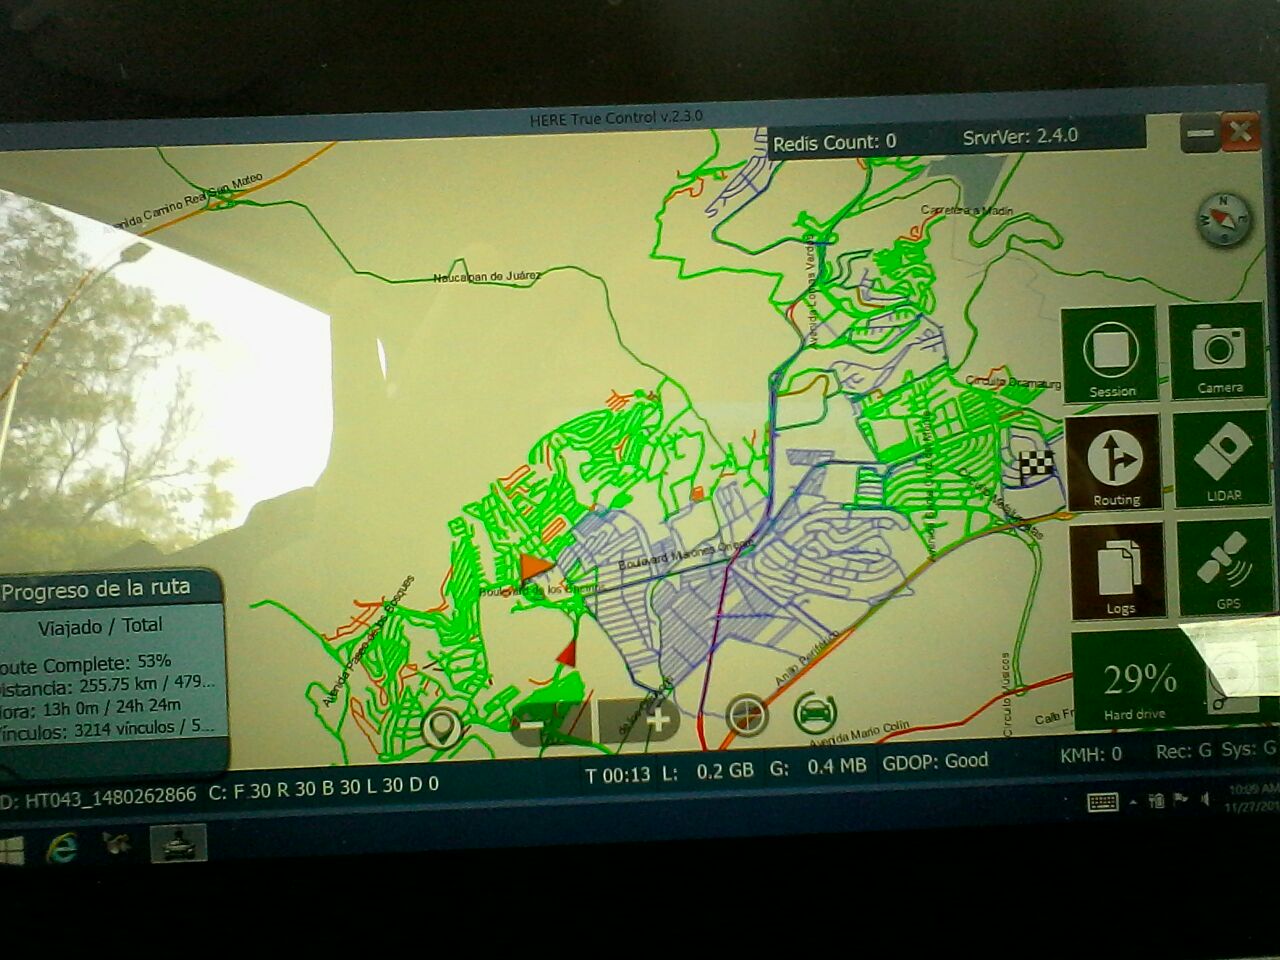 HERE True Control v.2.3.0
Redis Count: 0 SrvrVer: 2.4.0
Avenida Camino Real San Mateo
Carretera a Madín
N
E
S
W
Naucalpan de Juárez
Avenida Lomas Verdes
Circuito Dramaturg
Session
Camera
Routing
LIDAR
Logs
GPS
29%
Hard drive
Boulevard Manones Ori
Boulevard de los
Avenida Paseo de los Bosques
Anillo Periférico
Circuito Músicos
Avenida Mario Colín
Calle Fr
Progreso de la ruta
Viajado / Total
oute Complete: 53%
istancia: 255.75 km / 479...
ora: 13h 0m / 24h 24m
ínculos: 3214 vínculos / 5...
D: HT043_1480262866 C: F 30 R 30 B 30 L 30 D 0
T 00:13 L: 0.2 GB G: 0.4 MB GDOP: Good
KMH: 0 Rec: G Sys: G
10:09 AM
11/27/201